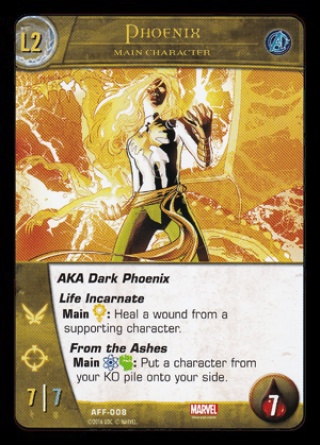 L2
PHOENIX
MAIN CHARACTER
AKA Dark Phoenix
Life Incarnate
Main : Heal a wound from a
supporting character.
From the Ashes
Main : Put a character from
your KO pile onto your side.
7 | 7
7
AFF-008
MARVEL